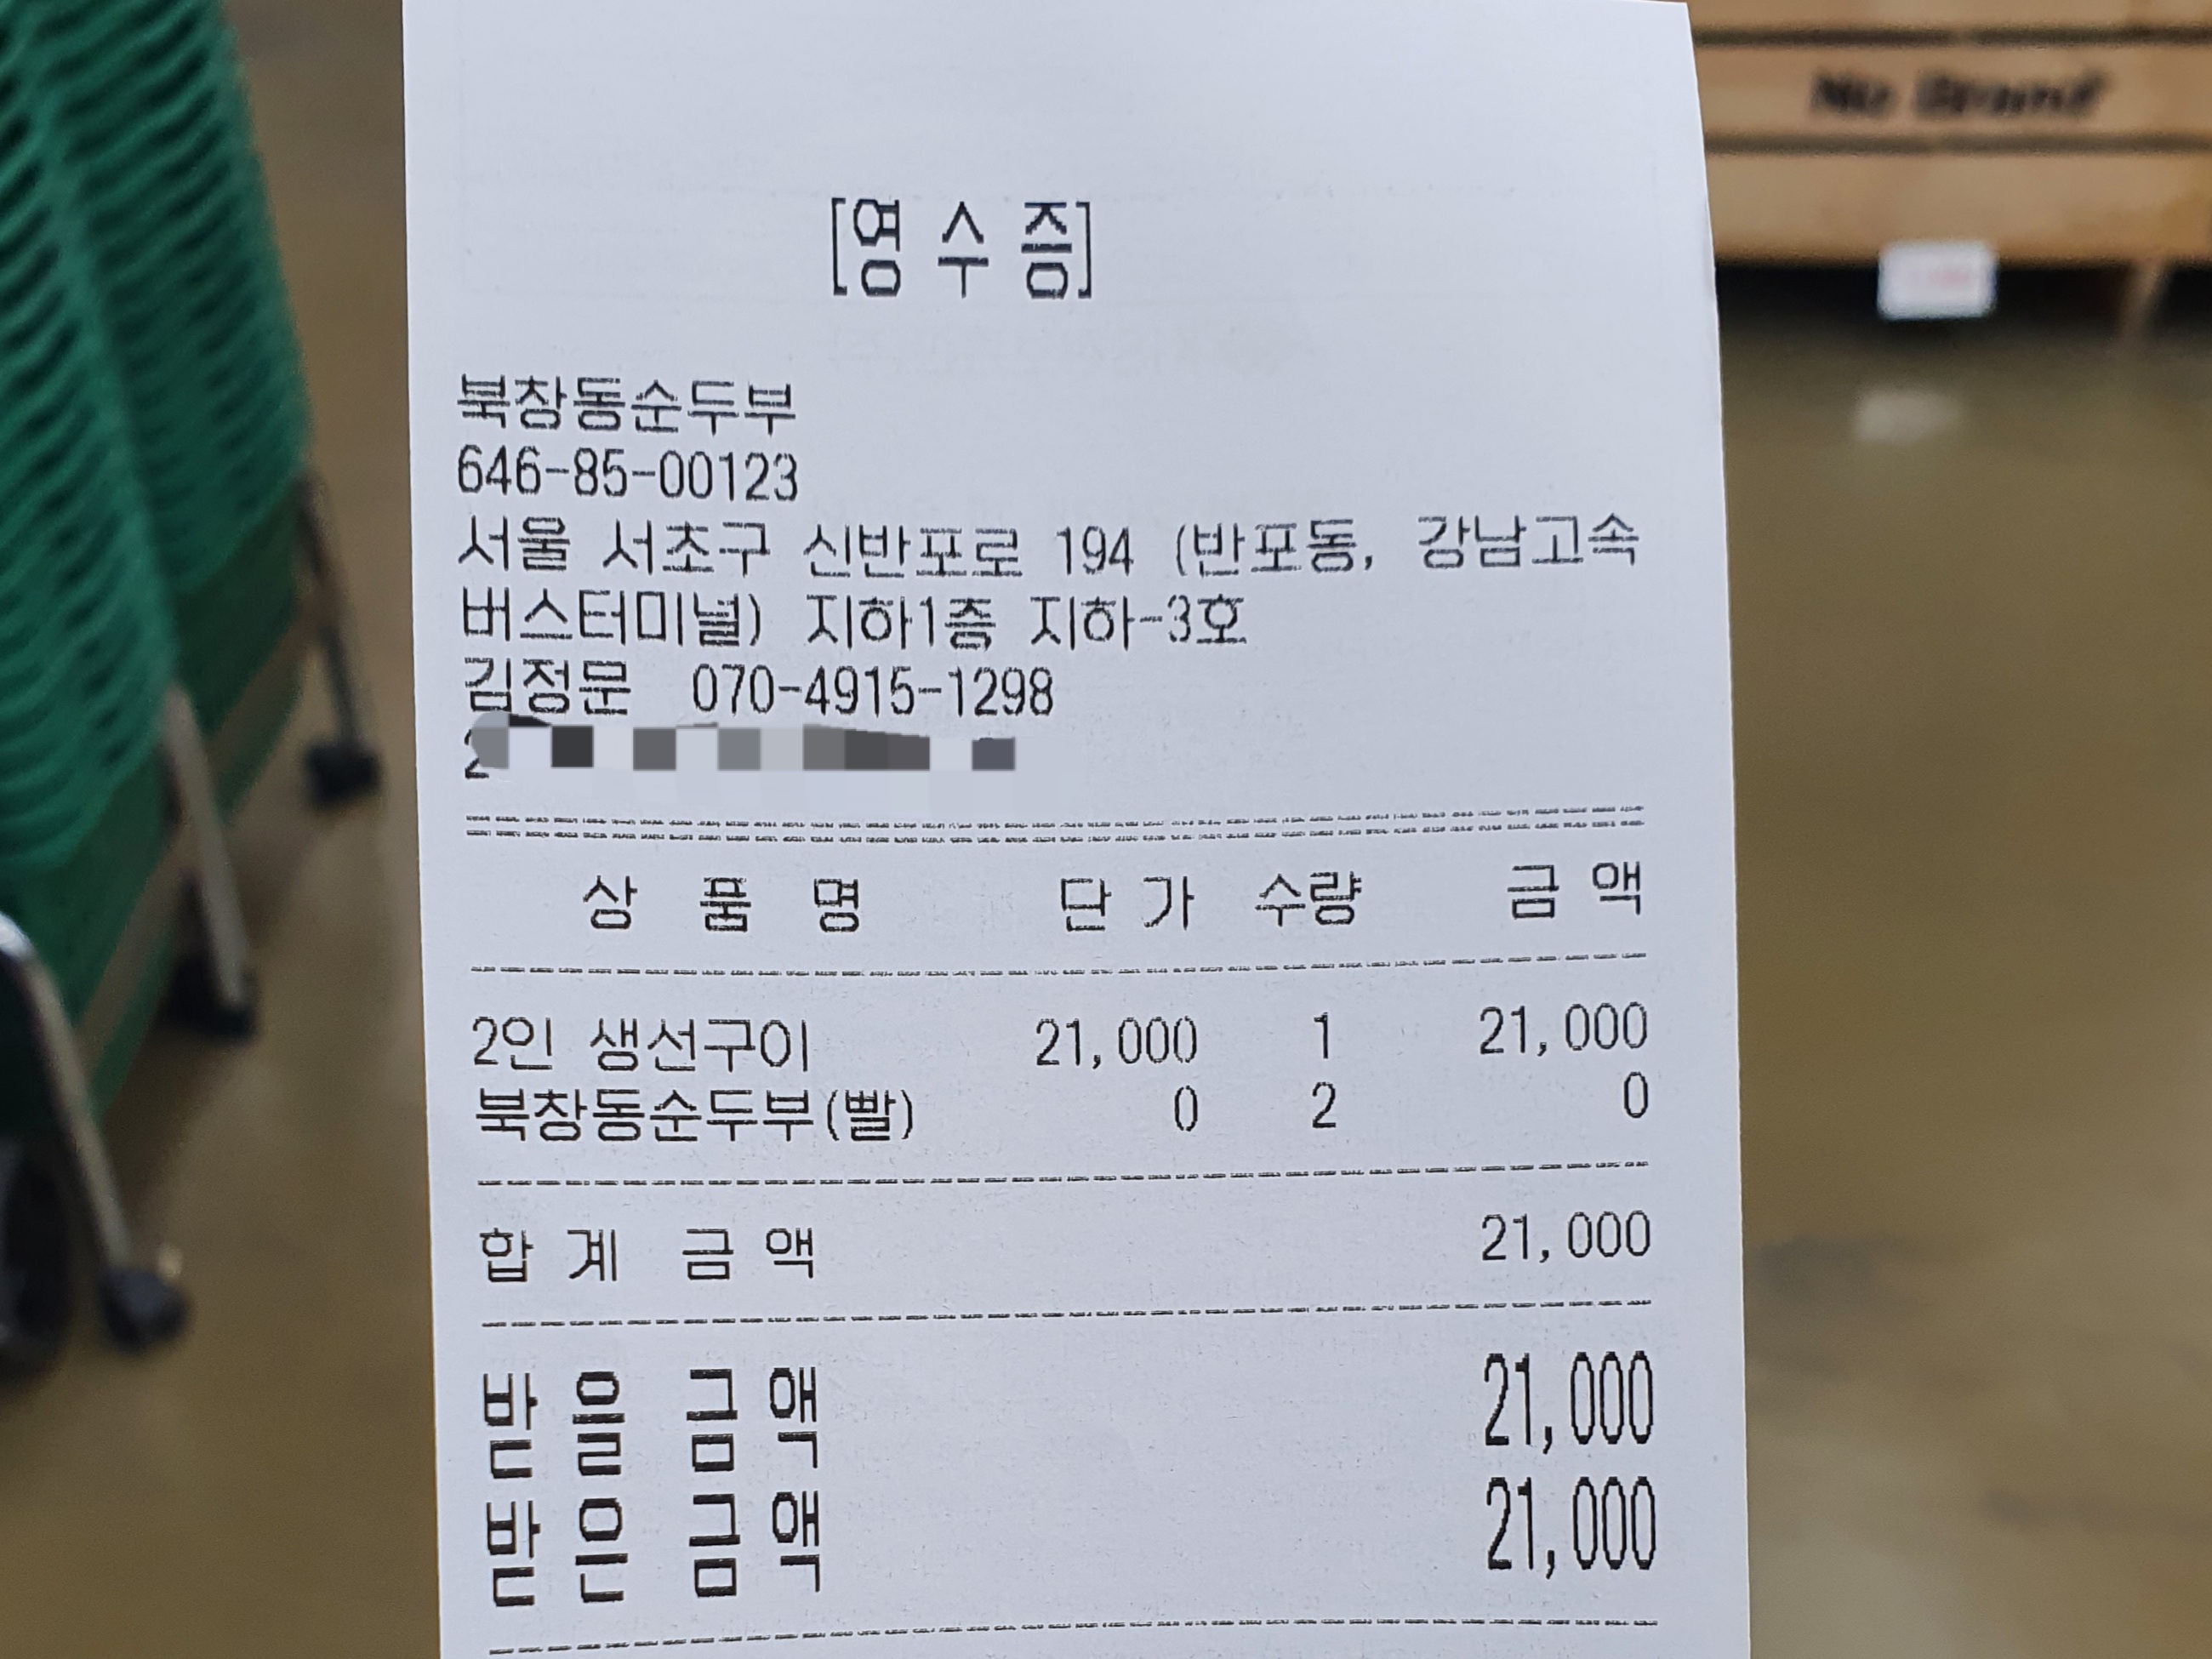 No Brand
[영 수 증]
북창동순두부
646-85-00123
서울 서초구 신반포로 194 (반포동, 강남고속
버스터미널) 지하1층 지하-3호
김정문 070-4915-1298
2
상 품 명 단 가 수량 금 액
2인 생선구이 21,000 1 21,000
북창동순두부(빨) 0 2 0
합 계 금 액 21,000
받 을 금 액 21,000
받 은 금 액 21,000